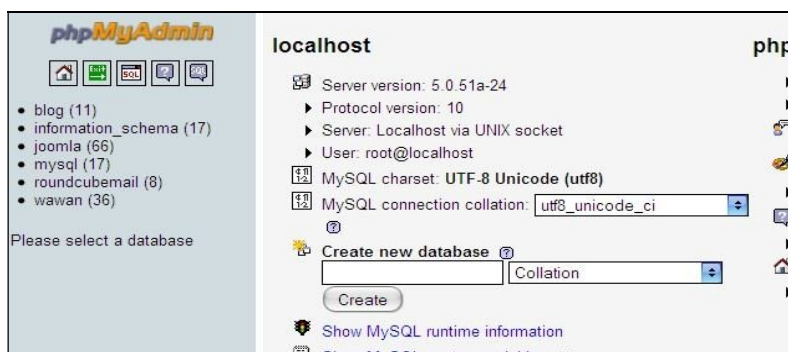 phpMyAdmin
blog (11)
information_schema (17)
joomla (66)
mysql (17)
roundcubemail (8)
wawan (36)
Please select a database
localhost
Server version: 5.0.51a-24
Protocol version: 10
Server: Localhost via UNIX socket
User: root@localhost
MySQL charset: UTF-8 Unicode (utf8)
MySQL connection collation: utf8_unicode_ci
Create new database
Collation
Create
Show MySQL runtime information
php